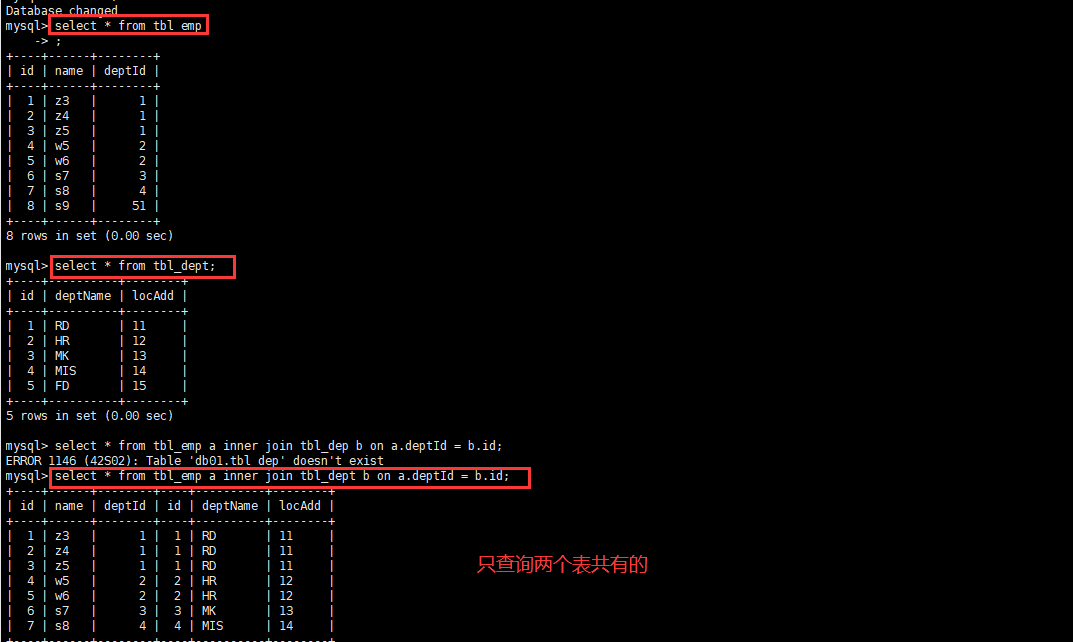 Database changed
mysql> select * from tbl_emp
    -> ;
+----+------+--------+
| id | name | deptId |
+----+------+--------+
|  1 | z3   |      1 |
|  2 | z4   |      1 |
|  3 | z5   |      1 |
|  4 | w5   |      2 |
|  5 | w6   |      2 |
|  6 | s7   |      3 |
|  7 | s8   |      4 |
|  8 | s9   |     51 |
+----+------+--------+
8 rows in set (0.00 sec)

mysql> select * from tbl_dept;
+----+----------+--------+
| id | deptName | locAdd |
+----+----------+--------+
|  1 | RD       | 11     |
|  2 | HR       | 12     |
|  3 | MK       | 13     |
|  4 | MIS      | 14     |
|  5 | FD       | 15     |
+----+----------+--------+
5 rows in set (0.00 sec)

mysql> select * from tbl_emp a inner join tbl_dep b on a.deptId = b.id;
ERROR 1146 (42S02): Table 'db01.tbl_dep' doesn't exist
mysql> select * from tbl_emp a inner join tbl_dept b on a.deptId = b.id;
+----+------+--------+----+----------+--------+
| id | name | deptId | id | deptName | locAdd |
+----+------+--------+----+----------+--------+
|  1 | z3   |      1 |  1 | RD       | 11     |
|  2 | z4   |      1 |  1 | RD       | 11     |
|  3 | z5   |      1 |  1 | RD       | 11     |
只查询两个表共有的
|  4 | w5   |      2 |  2 | HR       | 12     |
|  5 | w6   |      2 |  2 | HR       | 12     |
|  6 | s7   |      3 |  3 | MK       | 13     |
|  7 | s8   |      4 |  4 | MIS      | 14     |
+----+------+--------+----+----------+--------+